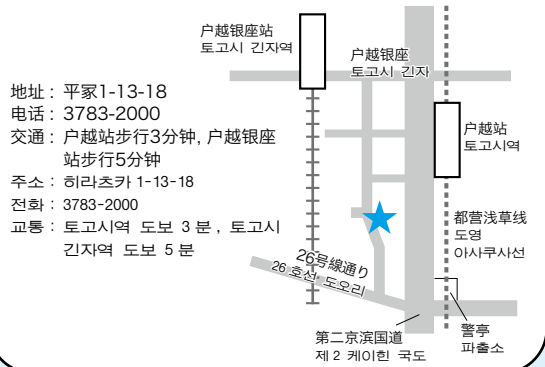 地址：平冢1-13-18
电话：3783-2000
交通：户越站步行3分钟, 户越银座
站步行5分钟
주소 : 히라츠카 1-13-18
전화 : 3783-2000
교통 : 토고시역 도보 3 분 , 토고시
긴자역 도보 5 분
户越银座站
토고시 긴자역
户越银座
토고시 긴자
户越站
토고시역
都营浅草线
도영
아사쿠사선
26号線通り
26 호선 도오리
第二京滨国道
제 2 케이힌 국도
警亭
파출소